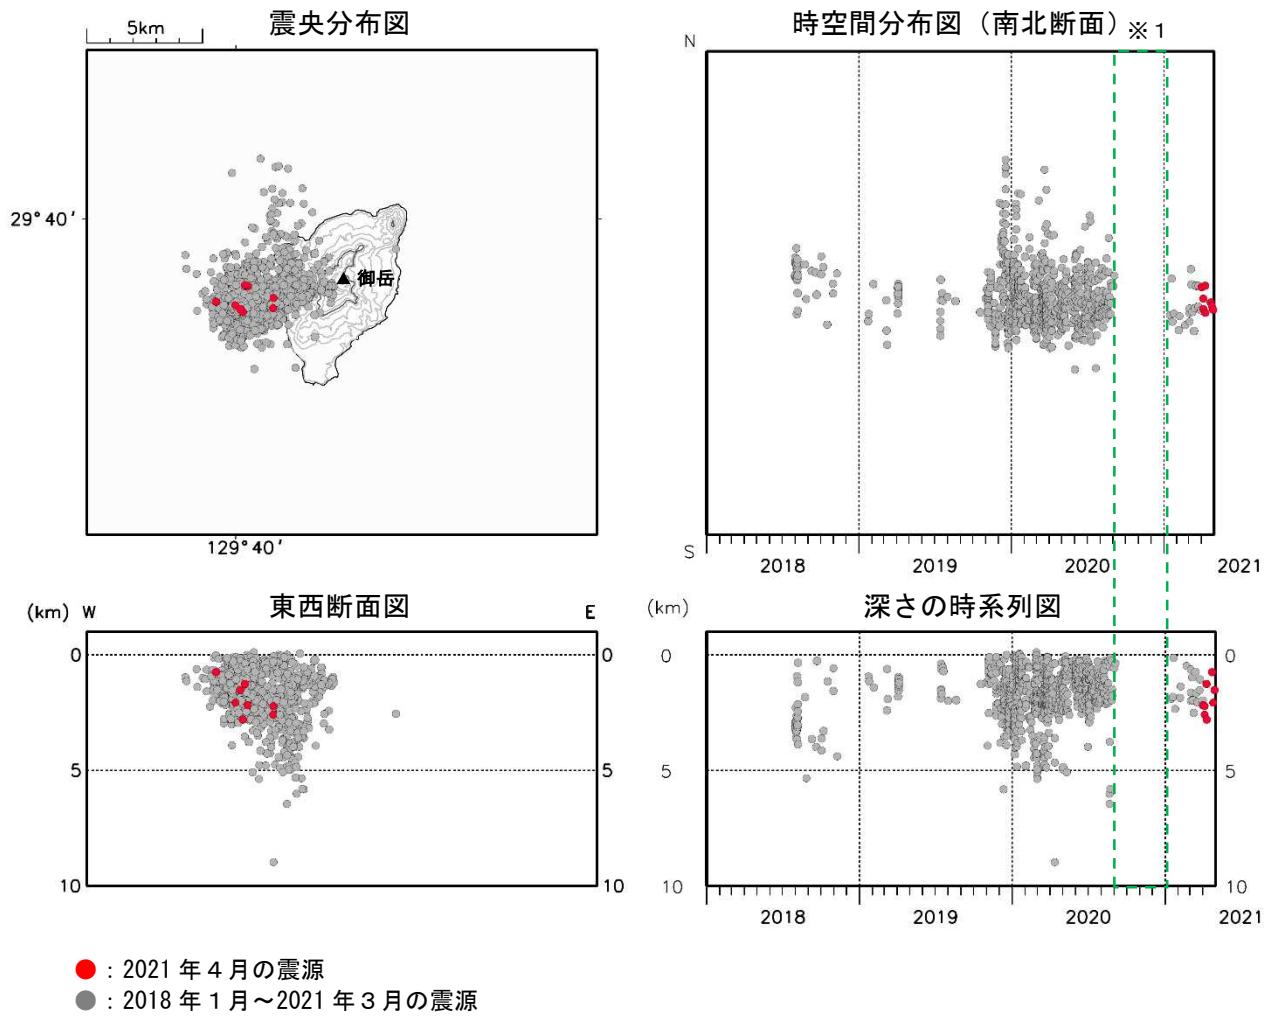 震央分布図
5km
29°40'
御岳
129°40'
時空間分布図（南北断面）※１
N
S
2018 2019 2020 2021
東西断面図
(km) W E
0 0
5 5
10 10
深さの時系列図
(km)
0 0
5 5
10 10
2018 2019 2020 2021
：2021 年４月の震源
：2018 年１月～2021 年３月の震源